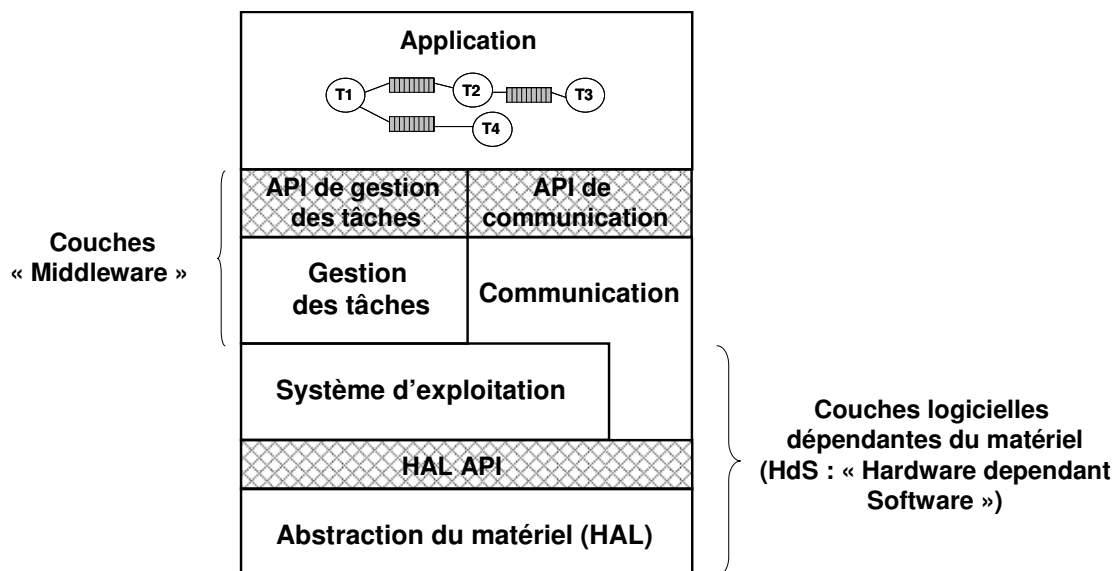 Application
T1
T2
T3
T4
API de gestion
des tâches
API de
communication
Couches
« Middleware »
Gestion
des tâches
Communication
Système d'exploitation
Couches logicielles
dépendantes du matériel
(HdS : « Hardware dependant
Software »)
HAL API
Abstraction du matériel (HAL)